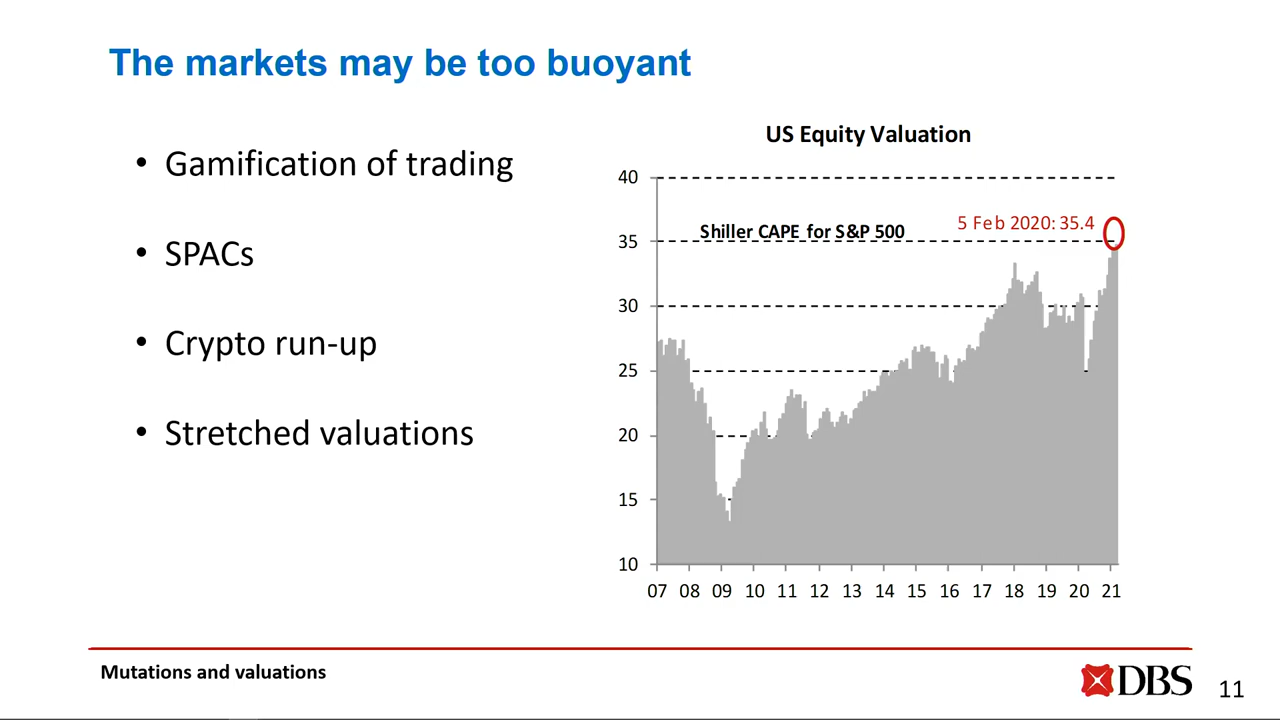 The markets may be too buoyant
• Gamification of trading
• SPACs
• Crypto run-up
• Stretched valuations
US Equity Valuation
40
35
30
25
20
15
10
Shiller CAPE for S&P 500
5 Feb 2020: 35.4
07 08 09 10 11 12 13 14 15 16 17 18 19 20 21
Mutations and valuations
DBS
11